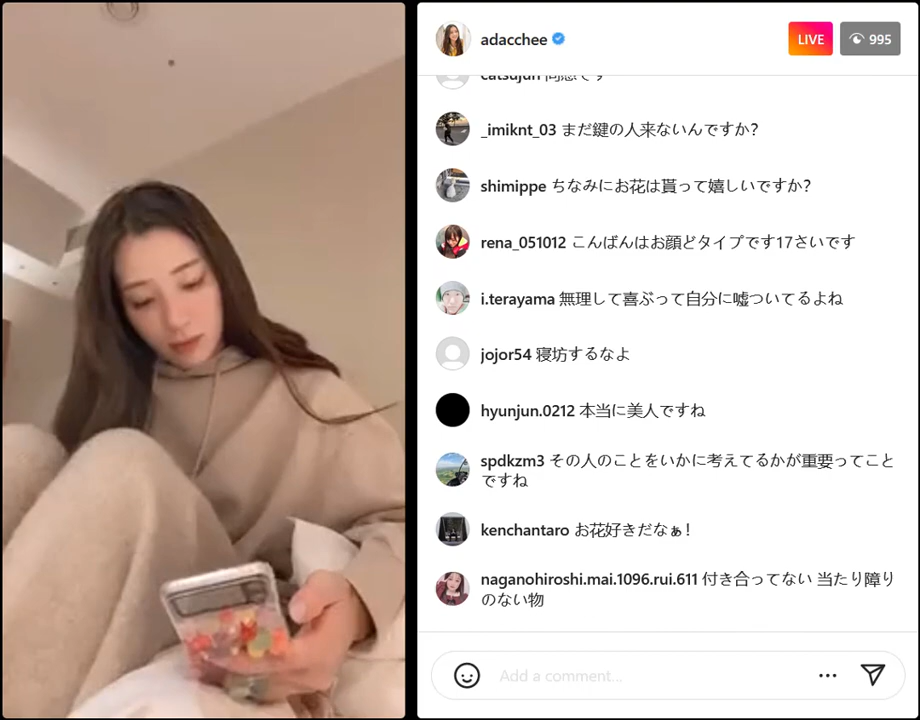 adacchee
LIVE
995
catsujun 同感です
_imiknt_03 まだ鍵の人来ないんですか?
shimippe ちなみにお花は貰って嬉しいですか?
rena_051012 こんばんはお顔どタイプです17さいです
i.terayama 無理して喜ぶって自分に嘘ついてるよね
jojor54 寝坊するなよ
hyunjun.0212 本当に美人ですね
spdkzm3 その人のことをいかに考えてるかが重要ってこと
ですね
kenchantaro お花好きだなぁ!
naganohiroshi.mai.1096.rui.611 付き合ってない 当たり障り
のない物
Add a comment...